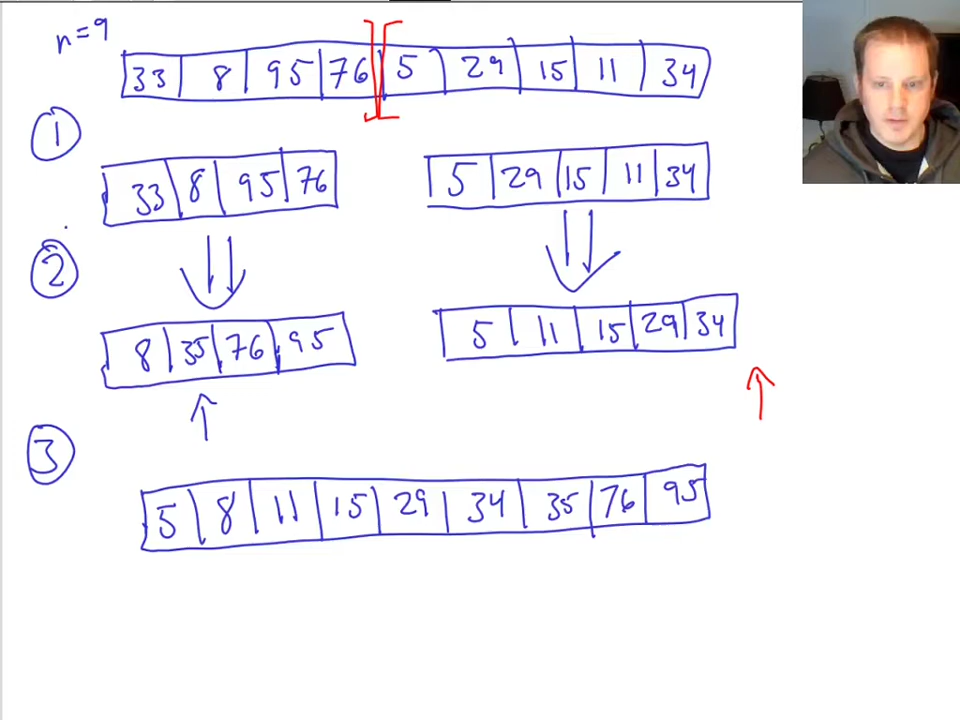 n=9
33 8 95 76 5 29 15 11 34
1
33 8 95 76 5 29 15 11 34
2
8 35 76 95 5 11 15 29 34
3
5 8 11 15 29 34 35 76 95